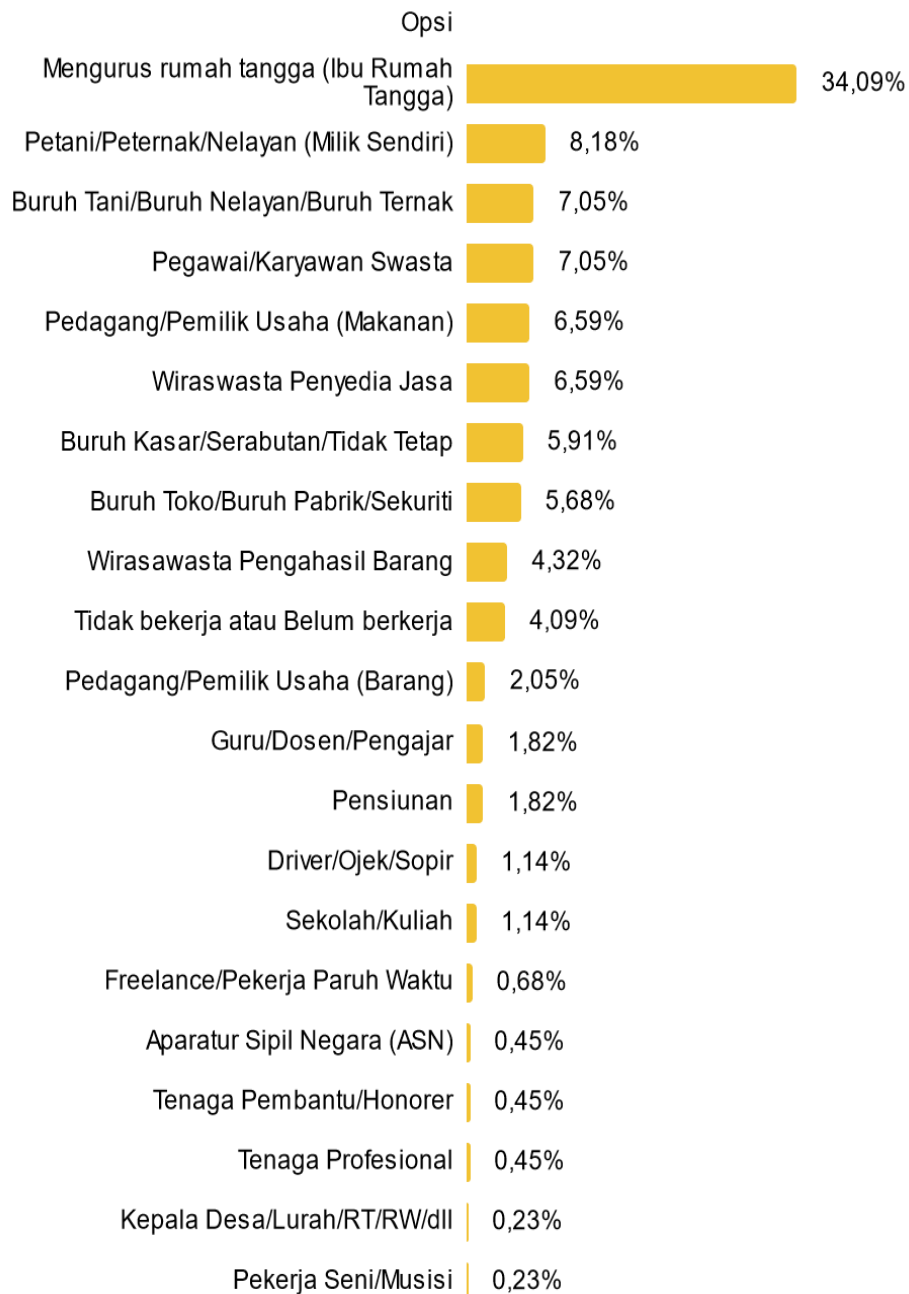 Opsi
Mengurus rumah tangga (Ibu Rumah
Tangga)
34,09%
Petani/Peternak/Nelayan (Milik Sendiri)
8,18%
Buruh Tani/Buruh Nelayan/Buruh Ternak
7,05%
Pegawai/Karyawan Swasta
7,05%
Pedagang/Pemilik Usaha (Makanan)
6,59%
Wiraswasta Penyedia Jasa
6,59%
Buruh Kasar/Serabutan/Tidak Tetap
5,91%
Buruh Toko/Buruh Pabrik/Sekuriti
5,68%
Wirasawasta Pengahasil Barang
4,32%
Tidak bekerja atau Belum berkerja
4,09%
Pedagang/Pemilik Usaha (Barang)
2,05%
Guru/Dosen/Pengajar
1,82%
Pensiunan
1,82%
Driver/Ojek/Sopir
1,14%
Sekolah/Kuliah
1,14%
Freelance/Pekerja Paruh Waktu
0,68%
Aparatur Sipil Negara (ASN)
0,45%
Tenaga Pembantu/Honorer
0,45%
Tenaga Profesional
0,45%
Kepala Desa/Lurah/RT/RW/dll
0,23%
Pekerja Seni/Musisi
0,23%